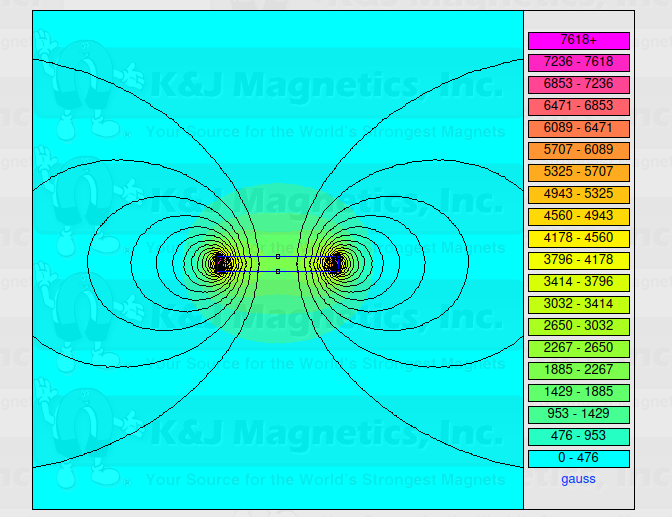 K&J Magnetics, Inc.
Your Source for the World's Strongest Magnets
K&J Magnetics, Inc.
Your Source for the World's Strongest Magnets
K&J Magnetics, Inc.
Your Source for the World's Strongest Magnets
K&J Magnetics, Inc.
Your Source for the World's Strongest Magnets
7618+
7236 - 7618
6853 - 7236
6471 - 6853
6089 - 6471
5707 - 6089
5325 - 5707
4943 - 5325
4560 - 4943
4178 - 4560
3796 - 4178
3414 - 3796
3032 - 3414
2650 - 3032
2267 - 2650
1885 - 2267
1429 - 1885
953 - 1429
476 - 953
0 - 476
gauss